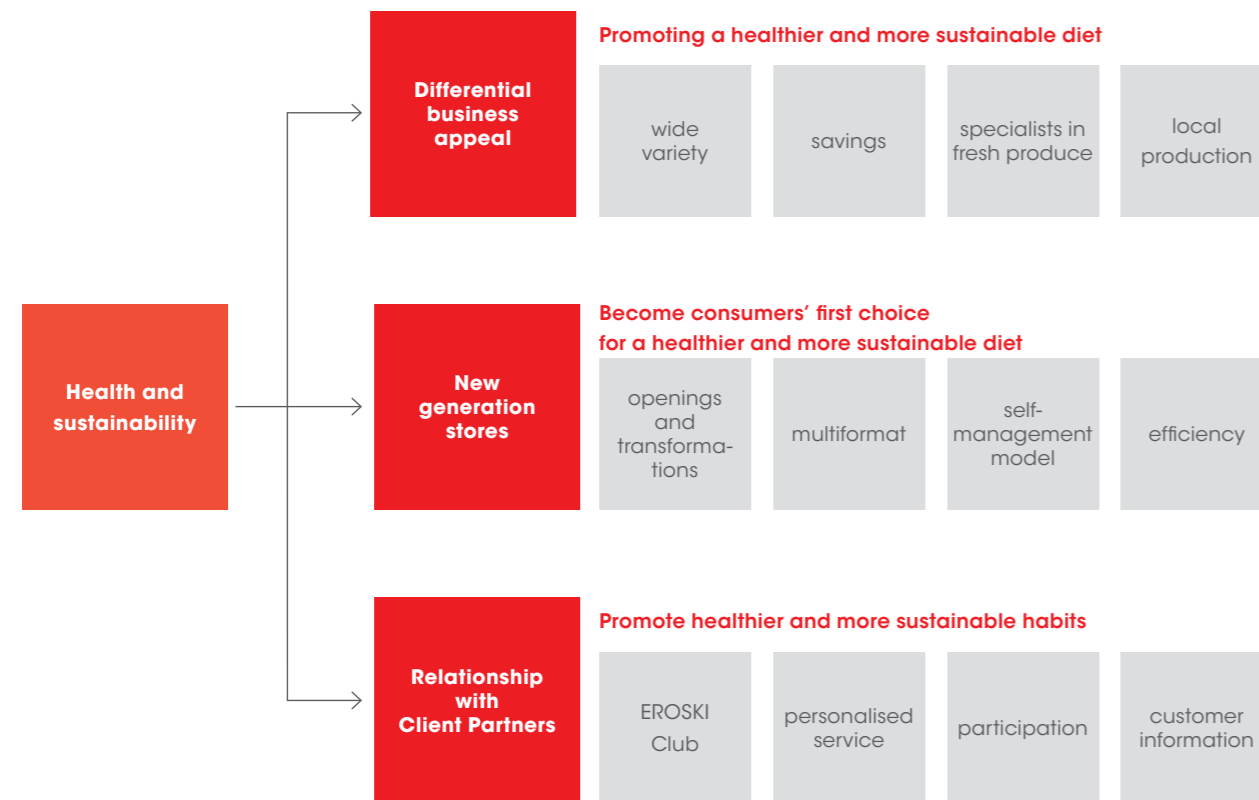 Promoting a healthier and more sustainable diet
Differential
business
appeal
wide
variety
savings
specialists in
fresh produce
local
production
Health and
sustainability
Become consumers’ first choice
for a healthier and more sustainable diet
New
generation
stores
openings
and
transforma-
tions
multiformat
self-
management
model
efficiency
Promote healthier and more sustainable habits
Relationship
with
Client Partners
EROSKI
Club
personalised
service
participation
customer
information